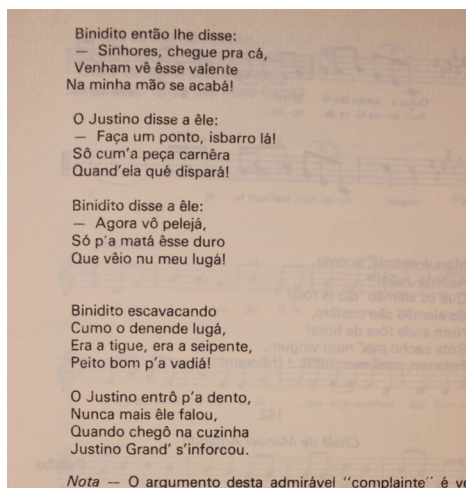 Binidito então lhe disse:
— Sinhores, chegue pra cá,
Venham vê êsse valente
Na minha mão se acabá!
O Justino disse a êle:
— Faça um ponto, isbarro lá!
Sô cum'a peça carnêra
Quand'ela qué dispará!
Binidito disse a êle:
— Agora vô pelejá,
Só p'a matá êsse duro
Que vêio nu meu lugá!
Binidito escavacando
Cumo o denende lugá,
Era a tigue, era a seipente,
Peito bom p'a vadiá!
O Justino entrô p'a dento,
Nunca mais êle falou,
Quando chegô na cuzinha
Justino Grand' s'inforcou.
Nota — O argumento desta admirável "complainte" é